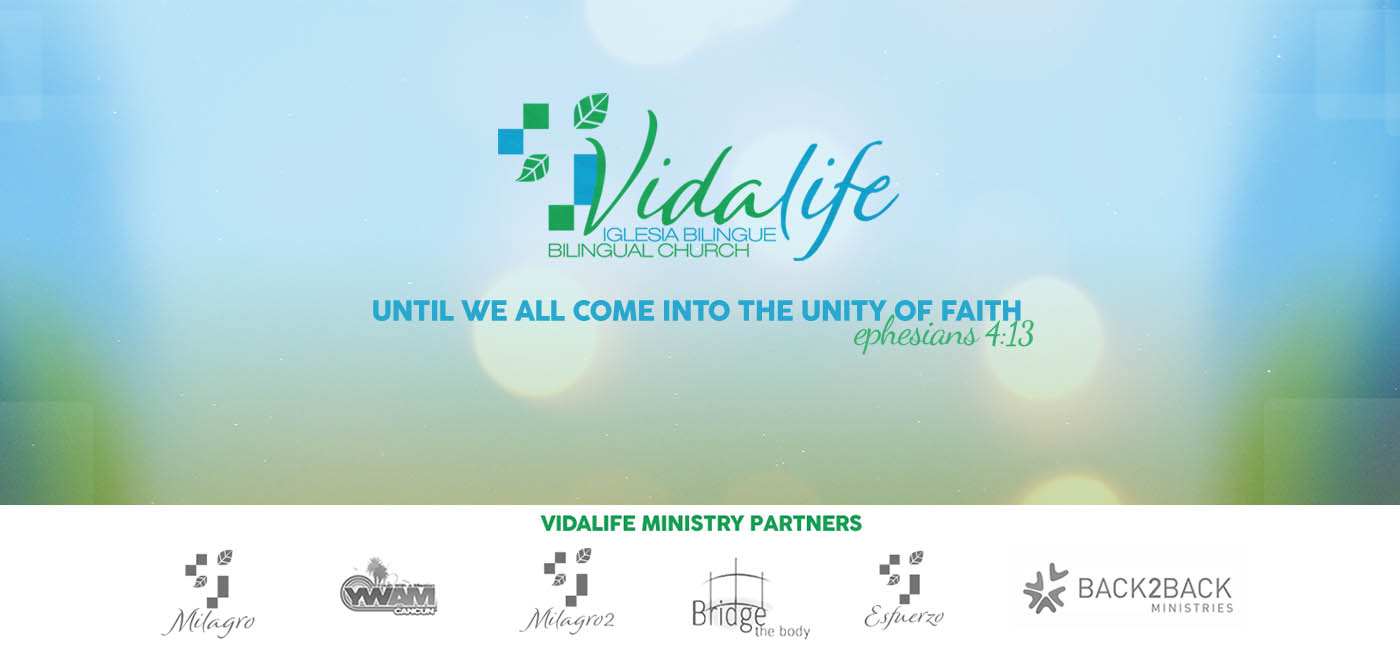 Vidalife
IGLESIA BILINGUE
BILINGUAL CHURCH
UNTIL WE ALL COME INTO THE UNITY OF FAITH
ephesians 4:13
VIDALIFE MINISTRY PARTNERS
Milagro
YWAM
CANCUN
Milagro2
Bridge
the body
Esfuerzo
BACK2BACK
MINISTRIES